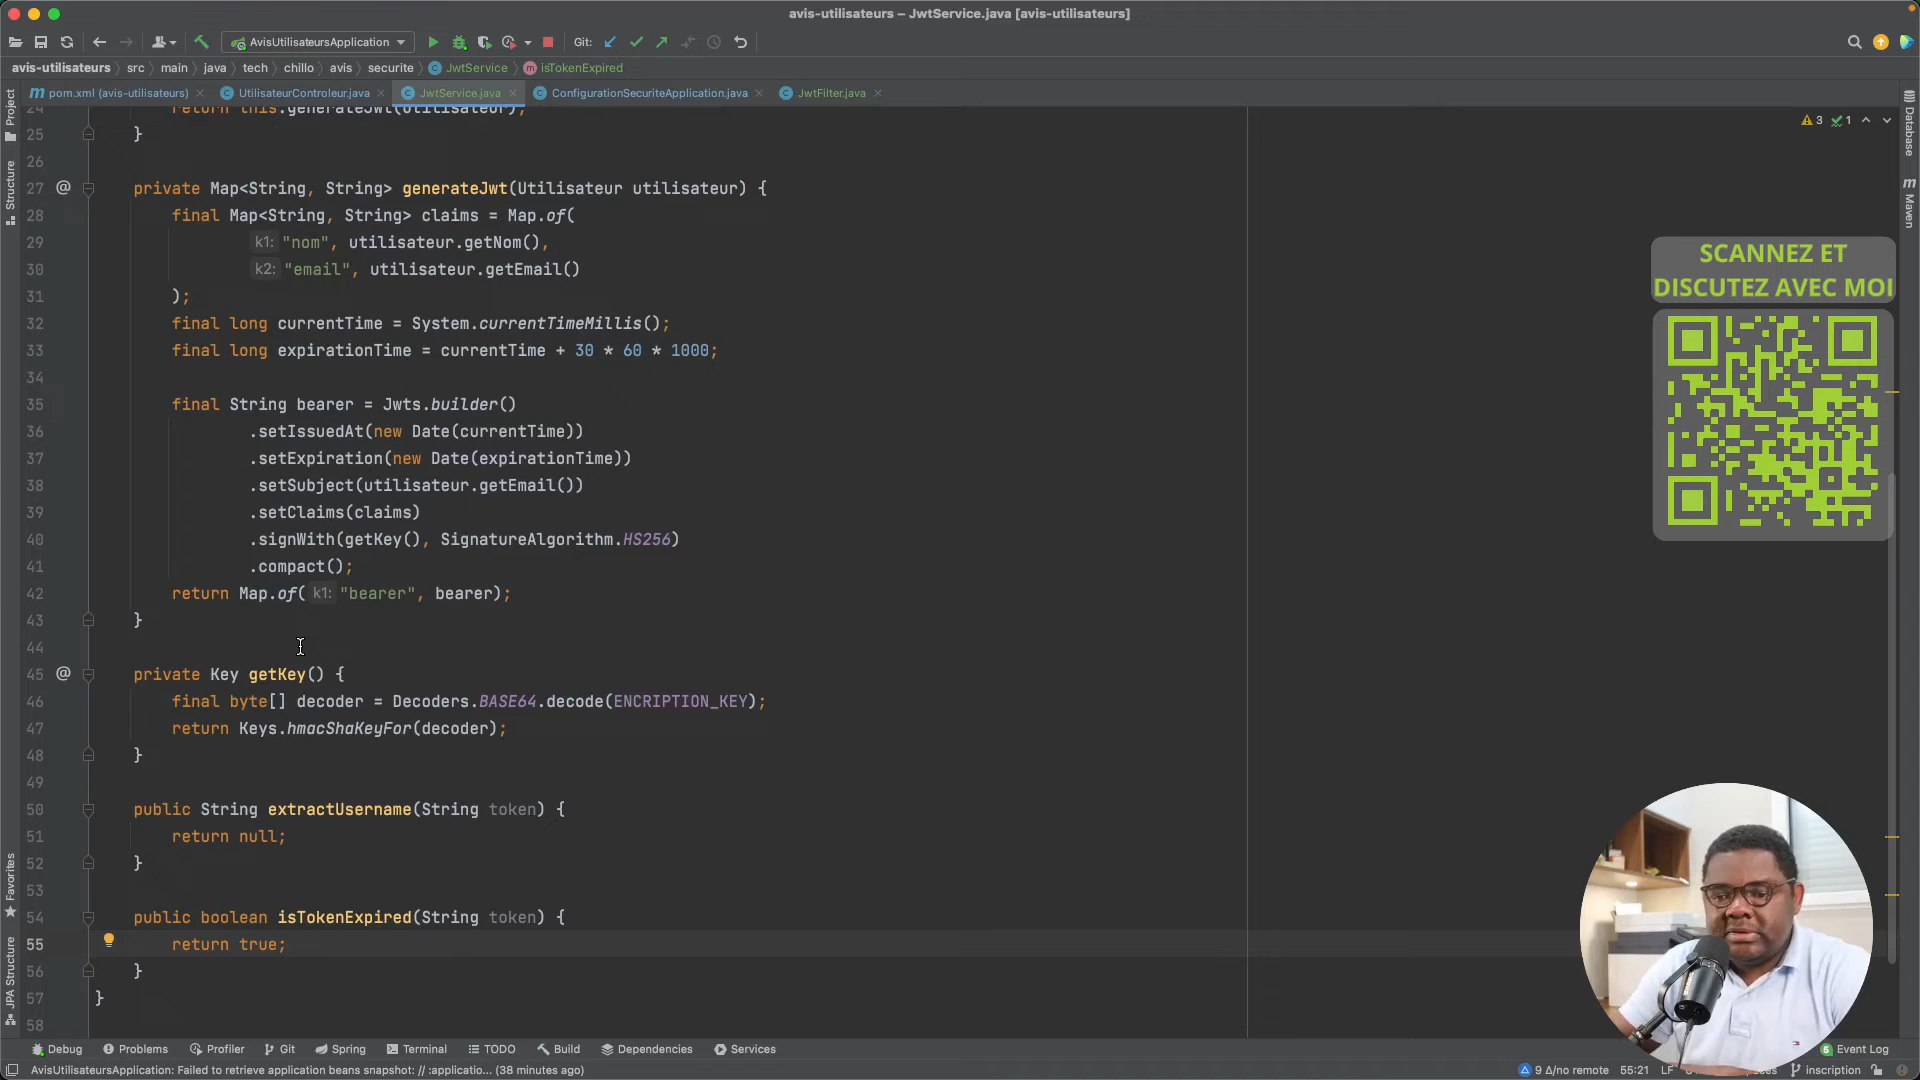 avis-utilisateurs – JwtService.java [avis-utilisateurs]
AvisUtilisateursApplication
Git:
avis-utilisateurs > src > main > java > tech > chillo > avis > securite > JwtService > isTokenExpired
pom.xml (avis-utilisateurs)
UtilisateurControleur.java
JwtService.java
ConfigurationSecuriteApplication.java
JwtFilter.java
Project
Structure
Favorites
JPA Structure
Database
Maven
3
1
24 return this.generateJwt(utilisateur);
25 }
26
27 private Map<String, String> generateJwt(Utilisateur utilisateur) {
28 final Map<String, String> claims = Map.of(
29 k1: "nom", utilisateur.getNom(),
30 k2: "email", utilisateur.getEmail()
31 );
32 final long currentTime = System.currentTimeMillis();
33 final long expirationTime = currentTime + 30 * 60 * 1000;
34
35 final String bearer = Jwts.builder()
36 .setIssuedAt(new Date(currentTime))
37 .setExpiration(new Date(expirationTime))
38 .setSubject(utilisateur.getEmail())
39 .setClaims(claims)
40 .signWith(getKey(), SignatureAlgorithm.HS256)
41 .compact();
42 return Map.of( k1: "bearer", bearer);
43 }
44
45 private Key getKey() {
46 final byte[] decoder = Decoders.BASE64.decode(ENCRIPTION_KEY);
47 return Keys.hmacShaKeyFor(decoder);
48 }
49
50 public String extractUsername(String token) {
51 return null;
52 }
53
54 public boolean isTokenExpired(String token) {
55 return true;
56 }
57 }
58
SCANNEZ ET
DISCUTEZ AVEC MOI
Debug
Problems
Profiler
Git
Spring
Terminal
TODO
Build
Dependencies
Services
Event Log
AvisUtilisateursApplication: Failed to retrieve application beans snapshot: // :applicatio... (38 minutes ago)
9 Δ/no remote
55:21
LF
inscription